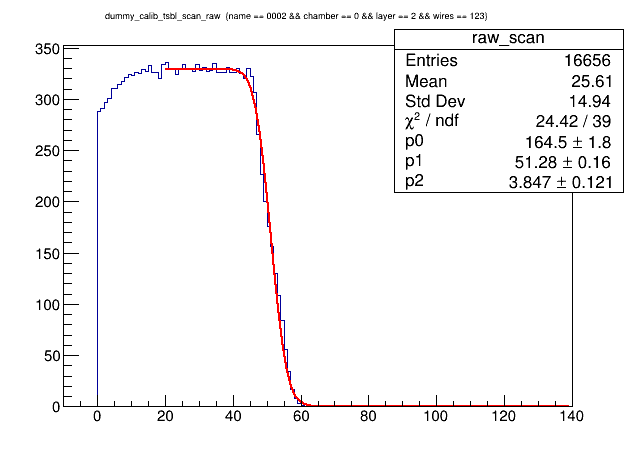 dummy_calib_tsbl_scan_raw {name == 0002 && chamber == 0 && layer == 2 && wires == 123}
raw_scan
Entries 16656
Mean 25.61
Std Dev 14.94
χ² / ndf 24.42 / 39
p0 164.5 ± 1.8
p1 51.28 ± 0.16
p2 3.847 ± 0.121
350
300
250
200
150
100
50
0
0 20 40 60 80 100 120 140